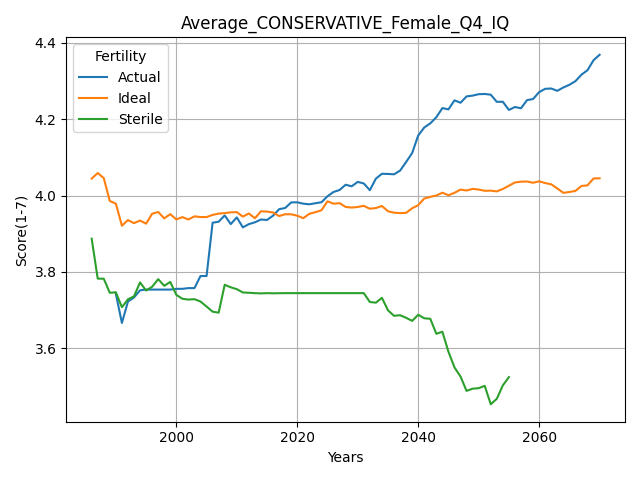 Average_CONSERVATIVE_Female_Q4_IQ
Fertility
Actual
Ideal
Sterile
Score(1-7)
4.4
4.2
4.0
3.8
3.6
2000
2020
2040
2060
Years